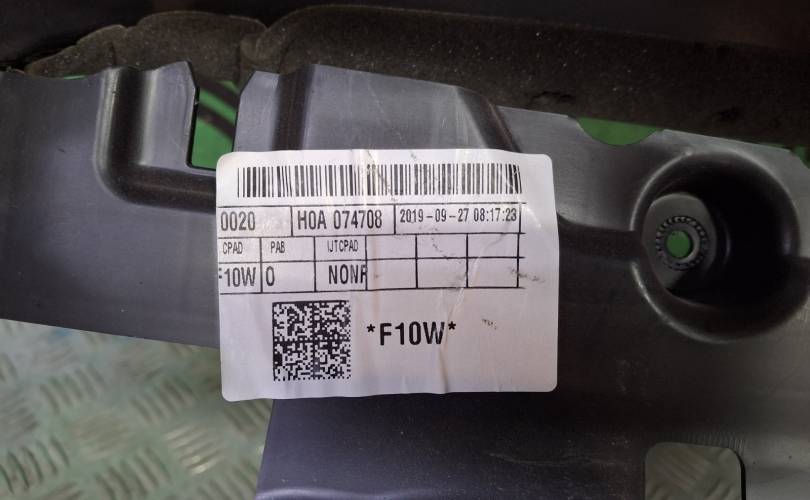 0020 H0A 074708 2019-09-27 08:17:23
CPAD PAB UTCPAD
F10W 0 NONR
*F10W*